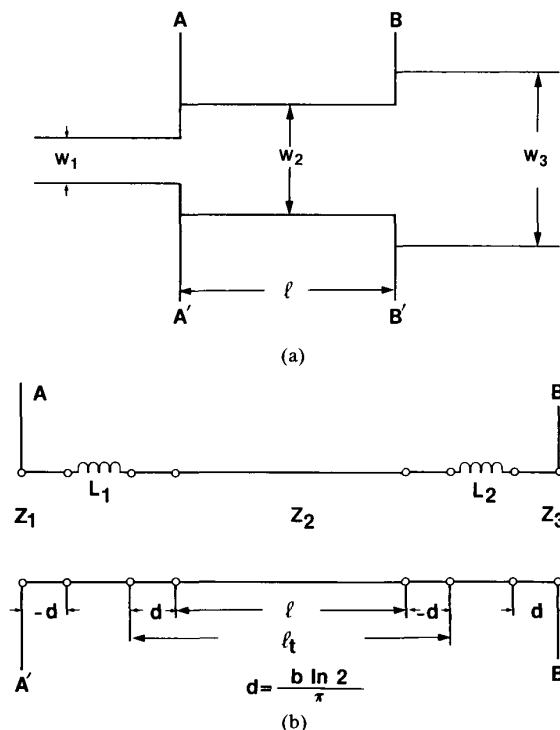 A B
w₁ w₂ w₃
ℓ
A′ B′
(a)
A B
L₁ L₂
Z₁ Z₂ Z₃
-d d ℓ -d d
ℓₜ
A′ B
d = b ln 2 / π
(b)